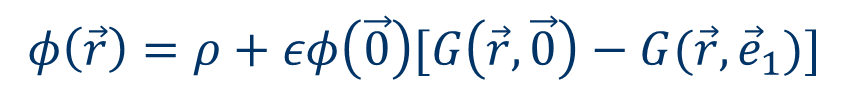 ϕ(r⃗) = ρ + ϵϕ(0⃗)[G(r⃗, 0⃗) − G(r⃗, e⃗₁)]